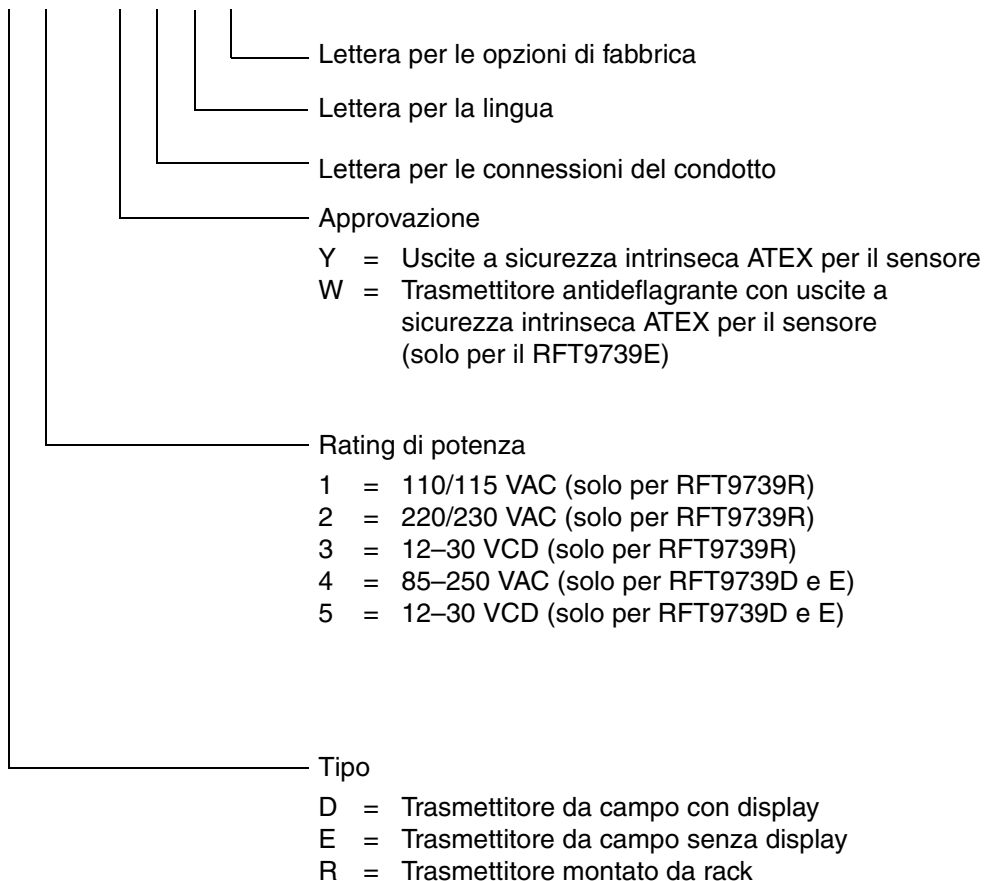 Lettera per le opzioni di fabbrica
Lettera per la lingua
Lettera per le connessioni del condotto
Approvazione
Y = Uscite a sicurezza intrinseca ATEX per il sensore
W = Trasmettitore antideflagrante con uscite a
sicurezza intrinseca ATEX per il sensore
(solo per il RFT9739E)
Rating di potenza
1 = 110/115 VAC (solo per RFT9739R)
2 = 220/230 VAC (solo per RFT9739R)
3 = 12–30 VCD (solo per RFT9739R)
4 = 85–250 VAC (solo per RFT9739D e E)
5 = 12–30 VCD (solo per RFT9739D e E)
Tipo
D = Trasmettitore da campo con display
E = Trasmettitore da campo senza display
R = Trasmettitore montato da rack